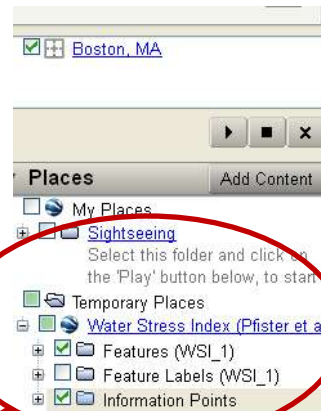 Boston, MA
Places
Add Content
My Places
Sightseeing
Select this folder and click on
the 'Play' button below, to start
Temporary Places
Water Stress Index (Pfister et a
Features (WSI_1)
Feature Labels (WSI_1)
Information Points